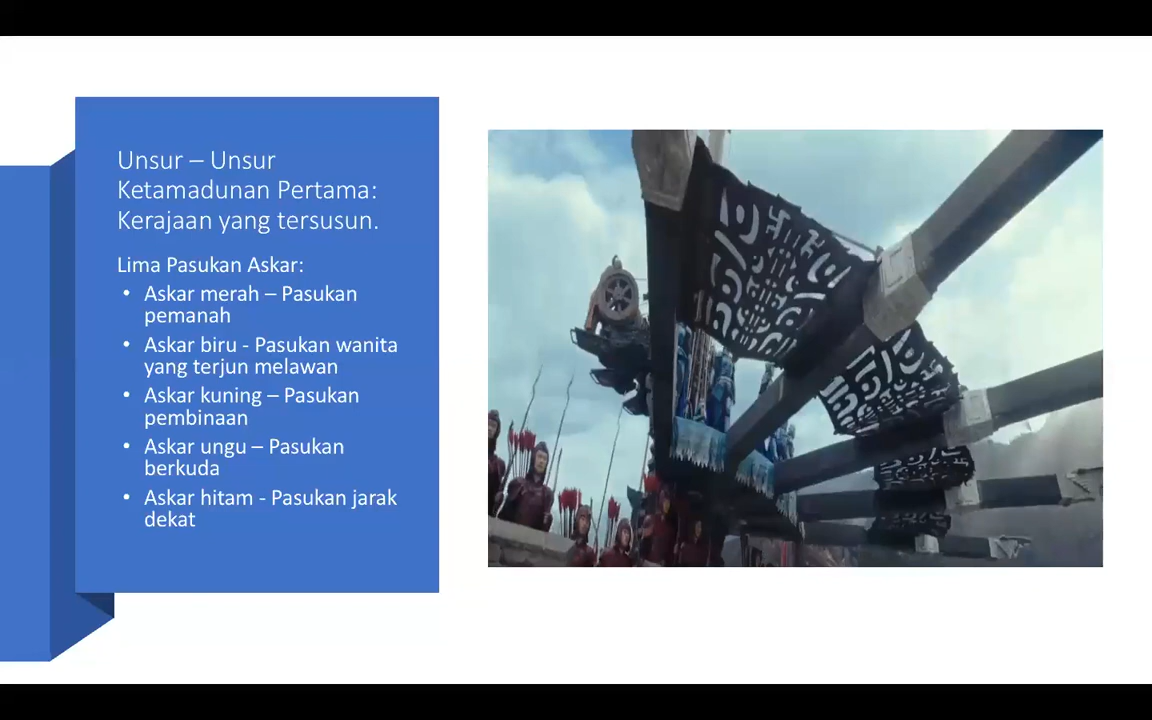 Unsur – Unsur
Ketamadunan Pertama:
Kerajaan yang tersusun.
Lima Pasukan Askar:
• Askar merah – Pasukan
pemanah
• Askar biru - Pasukan wanita
yang terjun melawan
• Askar kuning – Pasukan
pembinaan
• Askar ungu – Pasukan
berkuda
• Askar hitam - Pasukan jarak
dekat